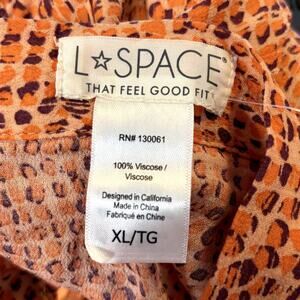 L☆SPACE
THAT FEEL GOOD FIT
RN# 130061
100% Viscose /
Viscose
Designed in California
Made in China
Fabriqué en Chine
XL/TG